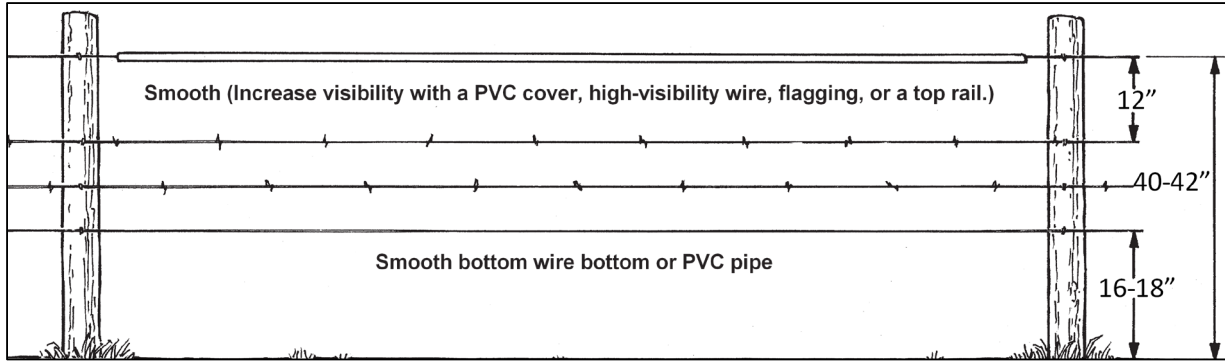 Smooth (Increase visibility with a PVC cover, high-visibility wire, flagging, or a top rail.)
12”
40-42”
Smooth bottom wire bottom or PVC pipe
16-18”